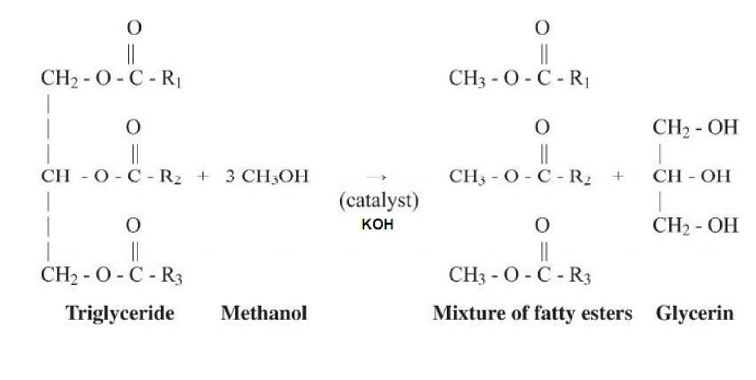 O O
|| ||
CH₂ - O - C - R₁ CH₃ - O - C - R₁
|
| O O CH₂ - OH
| || || |
CH - O - C - R₂ + 3 CH₃OH → CH₃ - O - C - R₂ + CH - OH
| (catalyst) |
| O KOH O CH₂ - OH
| || ||
CH₂ - O - C - R₃ CH₃ - O - C - R₃
Triglyceride Methanol Mixture of fatty esters Glycerin